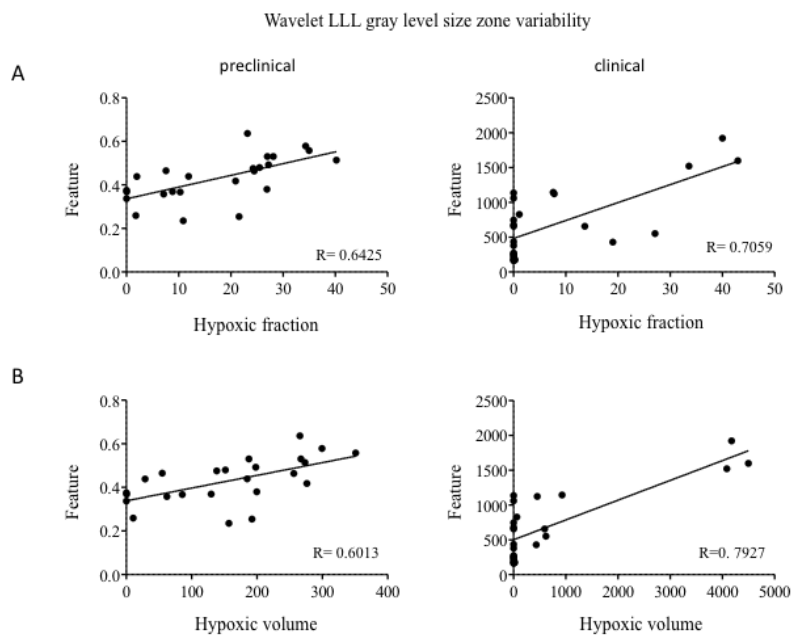 Wavelet LLL gray level size zone variability
A
preclinical
clinical
0.8
0.6
0.4
0.2
0.0
Feature
R= 0.6425
0 10 20 30 40 50
Hypoxic fraction
2500
2000
1500
1000
500
0
Feature
R= 0.7059
0 10 20 30 40 50
Hypoxic fraction
B
0.8
0.6
0.4
0.2
0.0
Feature
R= 0.6013
0 100 200 300 400
Hypoxic volume
2500
2000
1500
1000
500
0
Feature
R=0. 7927
0 1000 2000 3000 4000 5000
Hypoxic volume